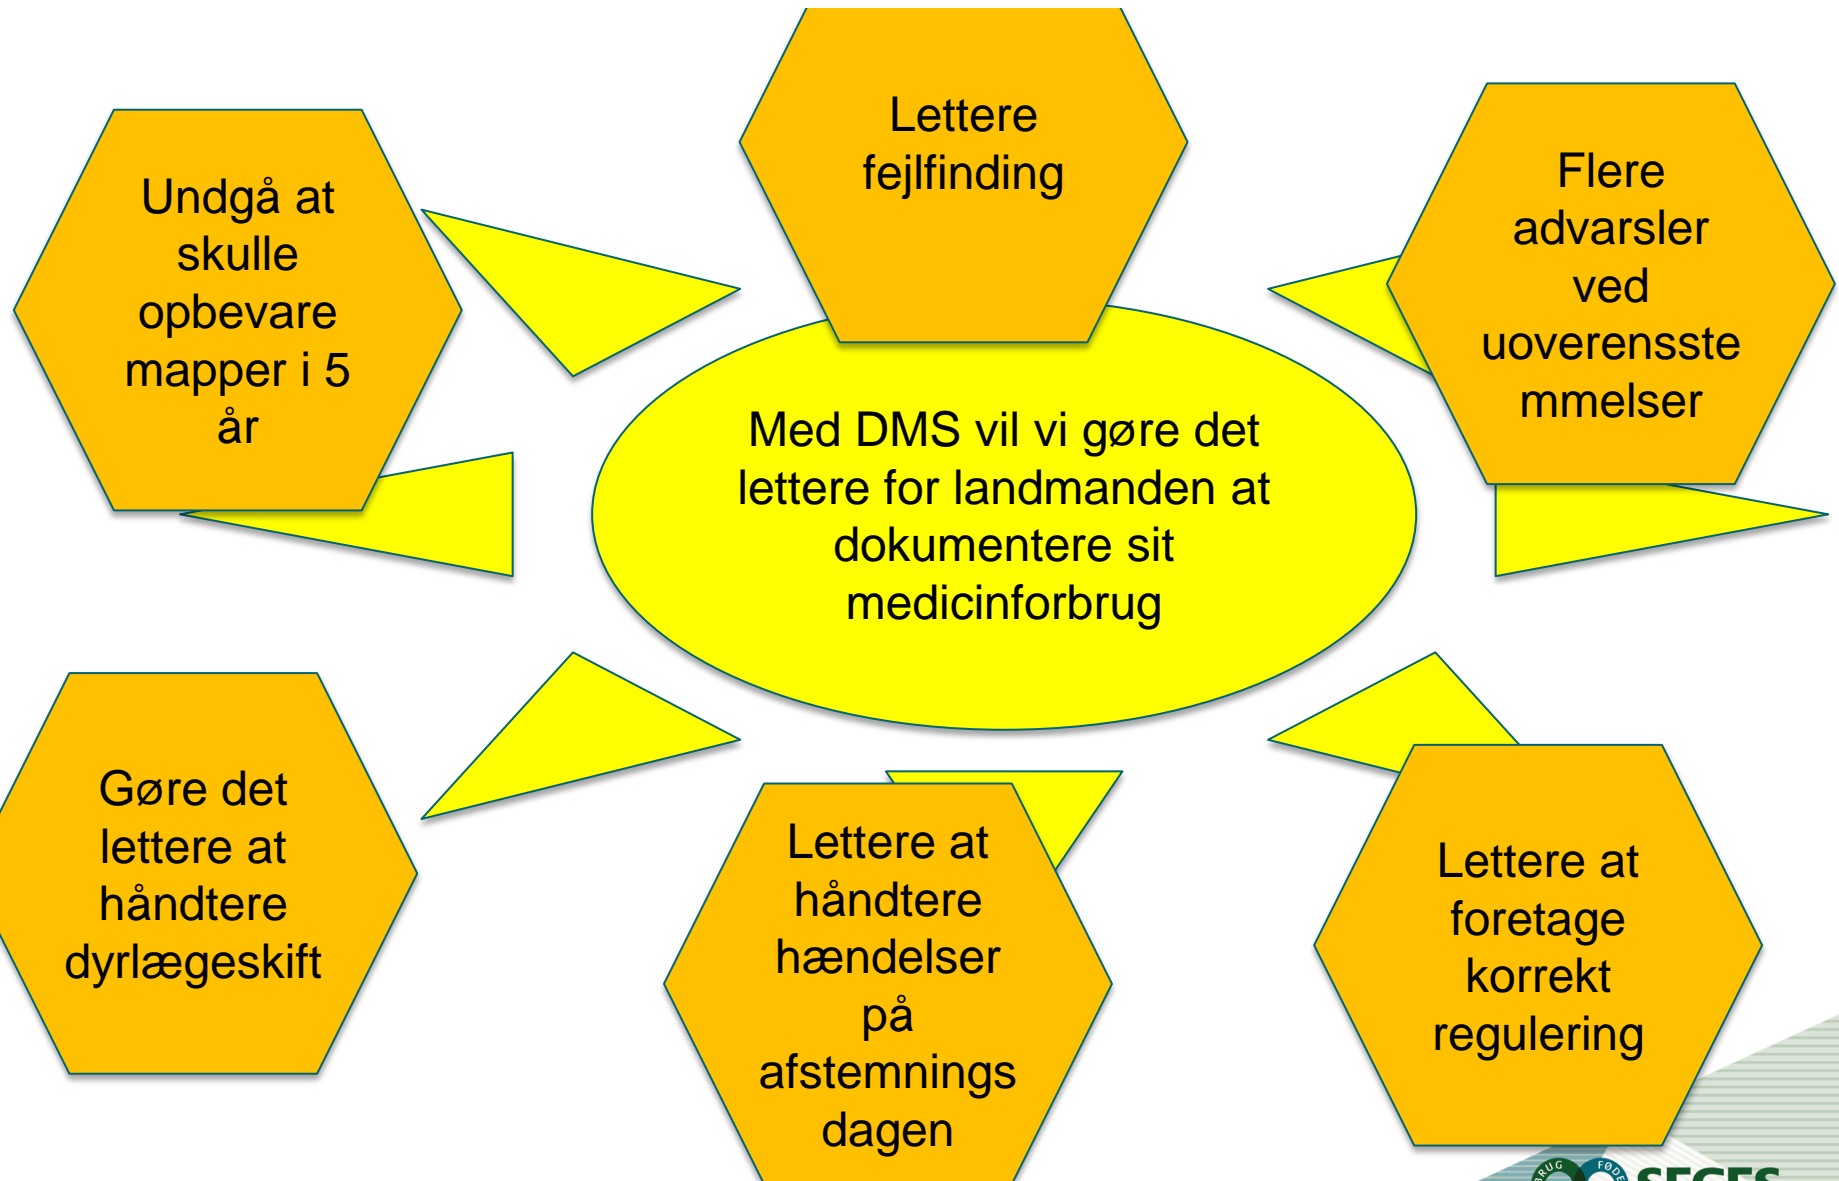 Lettere
fejlfinding
Undgå at
skulle
opbevare
mapper i 5
år
Flere
advarsler
ved
uoverensste
mmelser
Med DMS vil vi gøre det
lettere for landmanden at
dokumentere sit
medicinforbrug
Gøre det
lettere at
håndtere
dyrlægeskift
Lettere at
håndtere
hændelser
på
afstemnings
dagen
Lettere at
foretage
korrekt
regulering
SEGES